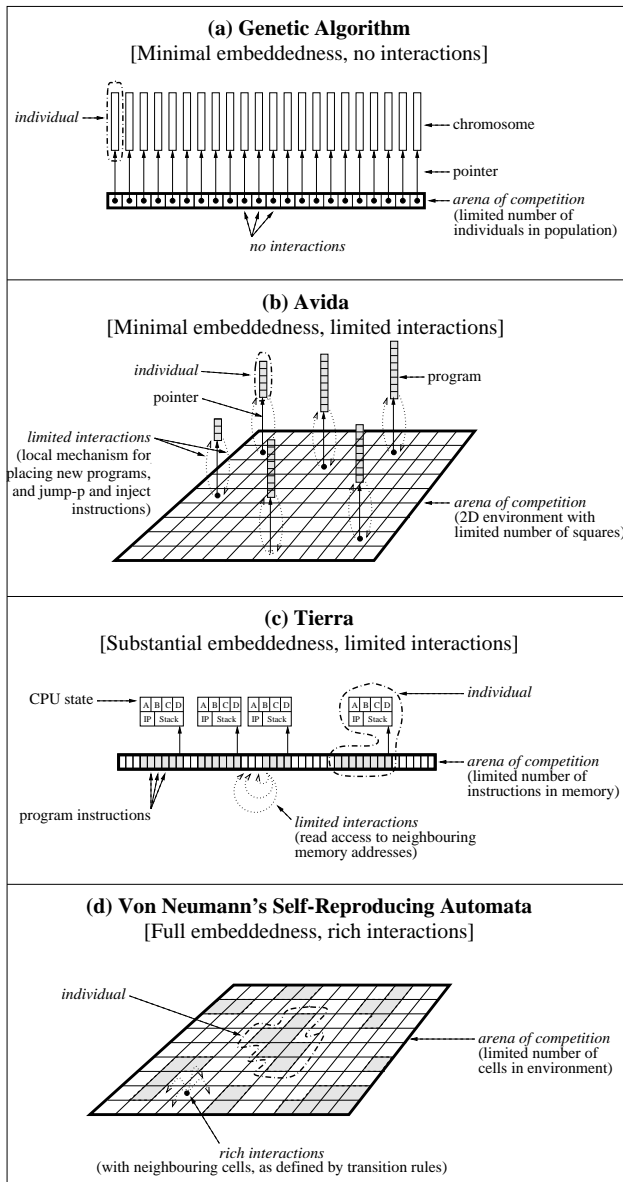 (a) Genetic Algorithm
[Minimal embeddedness, no interactions]
individual
chromosome
pointer
arena of competition
(limited number of
individuals in population)
no interactions
(b) Avida
[Minimal embeddedness, limited interactions]
individual
pointer
program
limited interactions
(local mechanism for
placing new programs,
and jump-p and inject
instructions)
arena of competition
(2D environment with
limited number of squares)
(c) Tierra
[Substantial embeddedness, limited interactions]
CPU state
A B C D
IP Stack
A B C D
IP Stack
A B C D
IP Stack
A B C D
IP Stack
individual
arena of competition
(limited number of
instructions in memory)
program instructions
limited interactions
(read access to neighbouring
memory addresses)
(d) Von Neumann's Self-Reproducing Automata
[Full embeddedness, rich interactions]
individual
arena of competition
(limited number of
cells in environment)
rich interactions
(with neighbouring cells, as defined by transition rules)